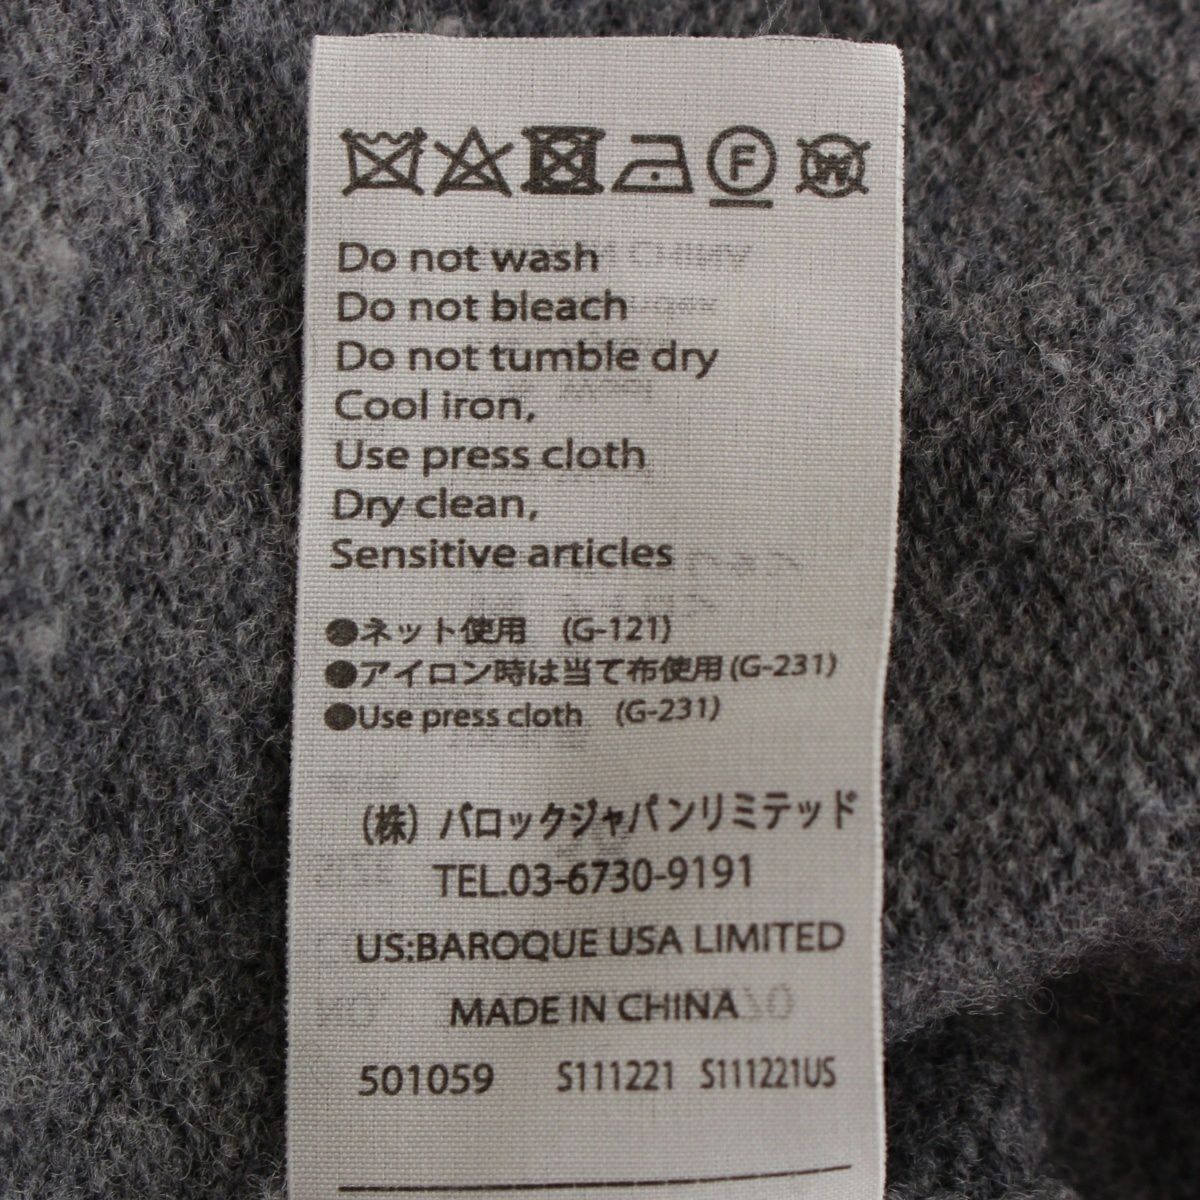 F W
Do not wash
Do not bleach
Do not tumble dry
Cool iron,
Use press cloth
Dry clean,
Sensitive articles
●ネット使用 (G-121)
●アイロン時は当て布使用 (G-231)
●Use press cloth (G-231)
(株) バロックジャパンリミテッド
TEL.03-6730-9191
US:BAROQUE USA LIMITED
MADE IN CHINA
501059 S111221 S111221US